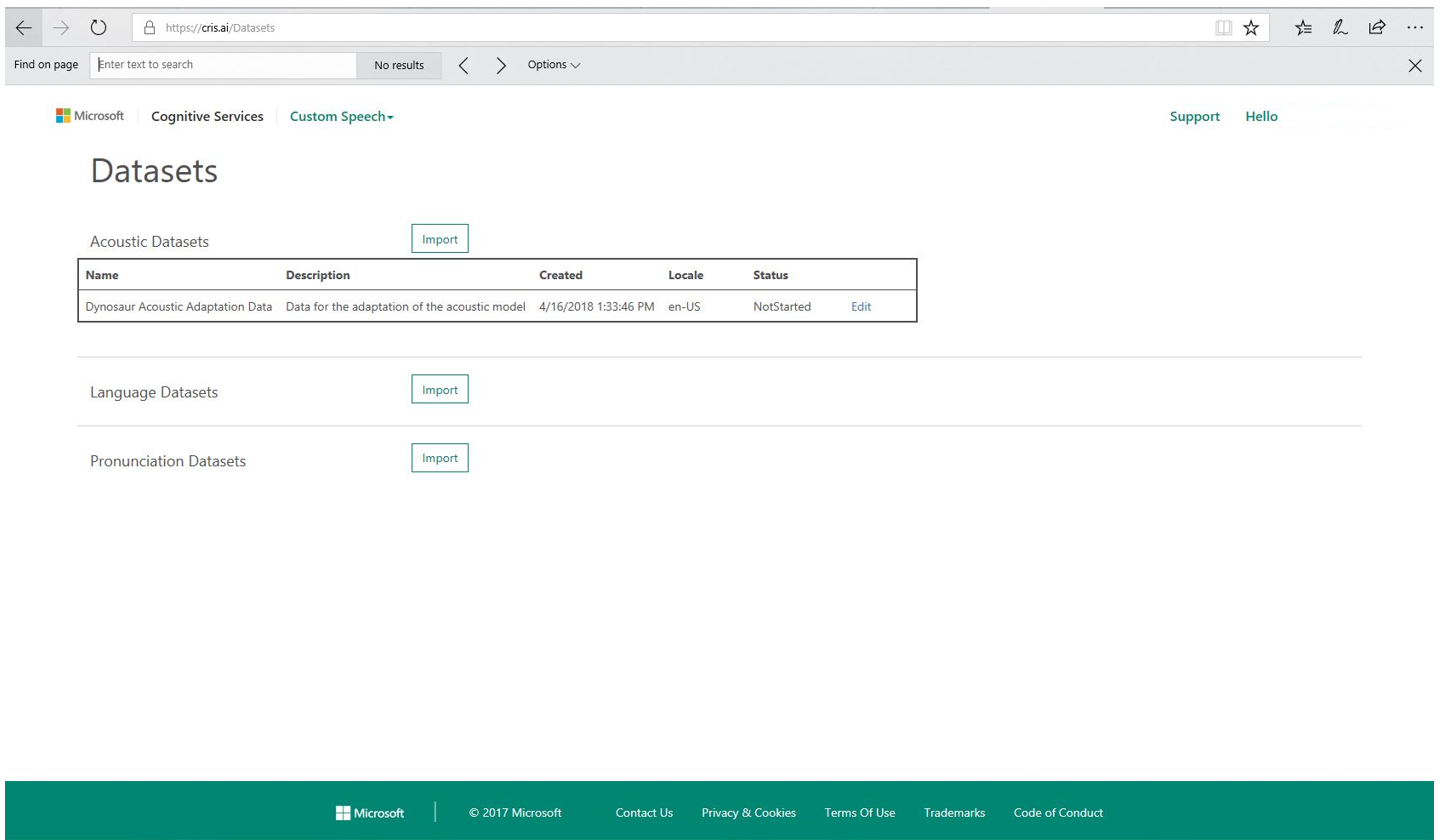 https://cris.ai/Datasets
Find on page Enter text to search No results Options
Microsoft Cognitive Services Custom Speech Support Hello
Datasets
Acoustic Datasets Import
Name Description Created Locale Status
Dynosaur Acoustic Adaptation Data Data for the adaptation of the acoustic model 4/16/2018 1:33:46 PM en-US NotStarted Edit
Language Datasets Import
Pronunciation Datasets Import
Microsoft © 2017 Microsoft Contact Us Privacy & Cookies Terms Of Use Trademarks Code of Conduct